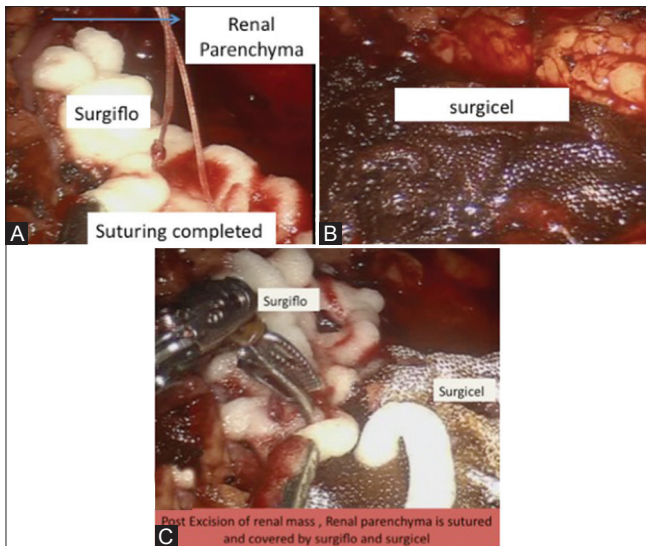 Renal
Parenchyma
Surgiflo
Suturing completed
A
surgicel
B
Surgiflo
Surgicel
C
Post Excision of renal mass , Renal parenchyma is sutured
and covered by surgiflo and surgicel